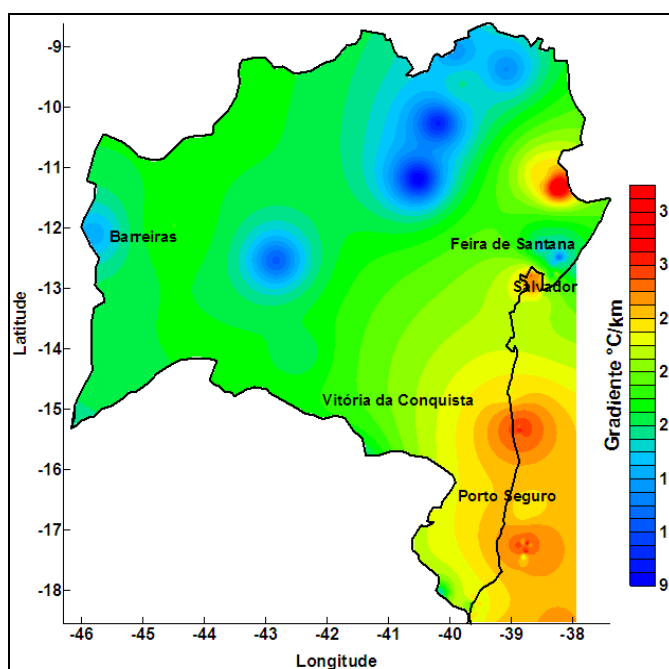 -9
-10
-11
-12
-13
-14
-15
-16
-17
-18
Latitude
Barreiras
Feira de Santana
Salvador
Vitória da Conquista
Porto Seguro
-46 -45 -44 -43 -42 -41 -40 -39 -38
Longitude
Gradiente °C/km
3
3
2
2
2
1
1
9